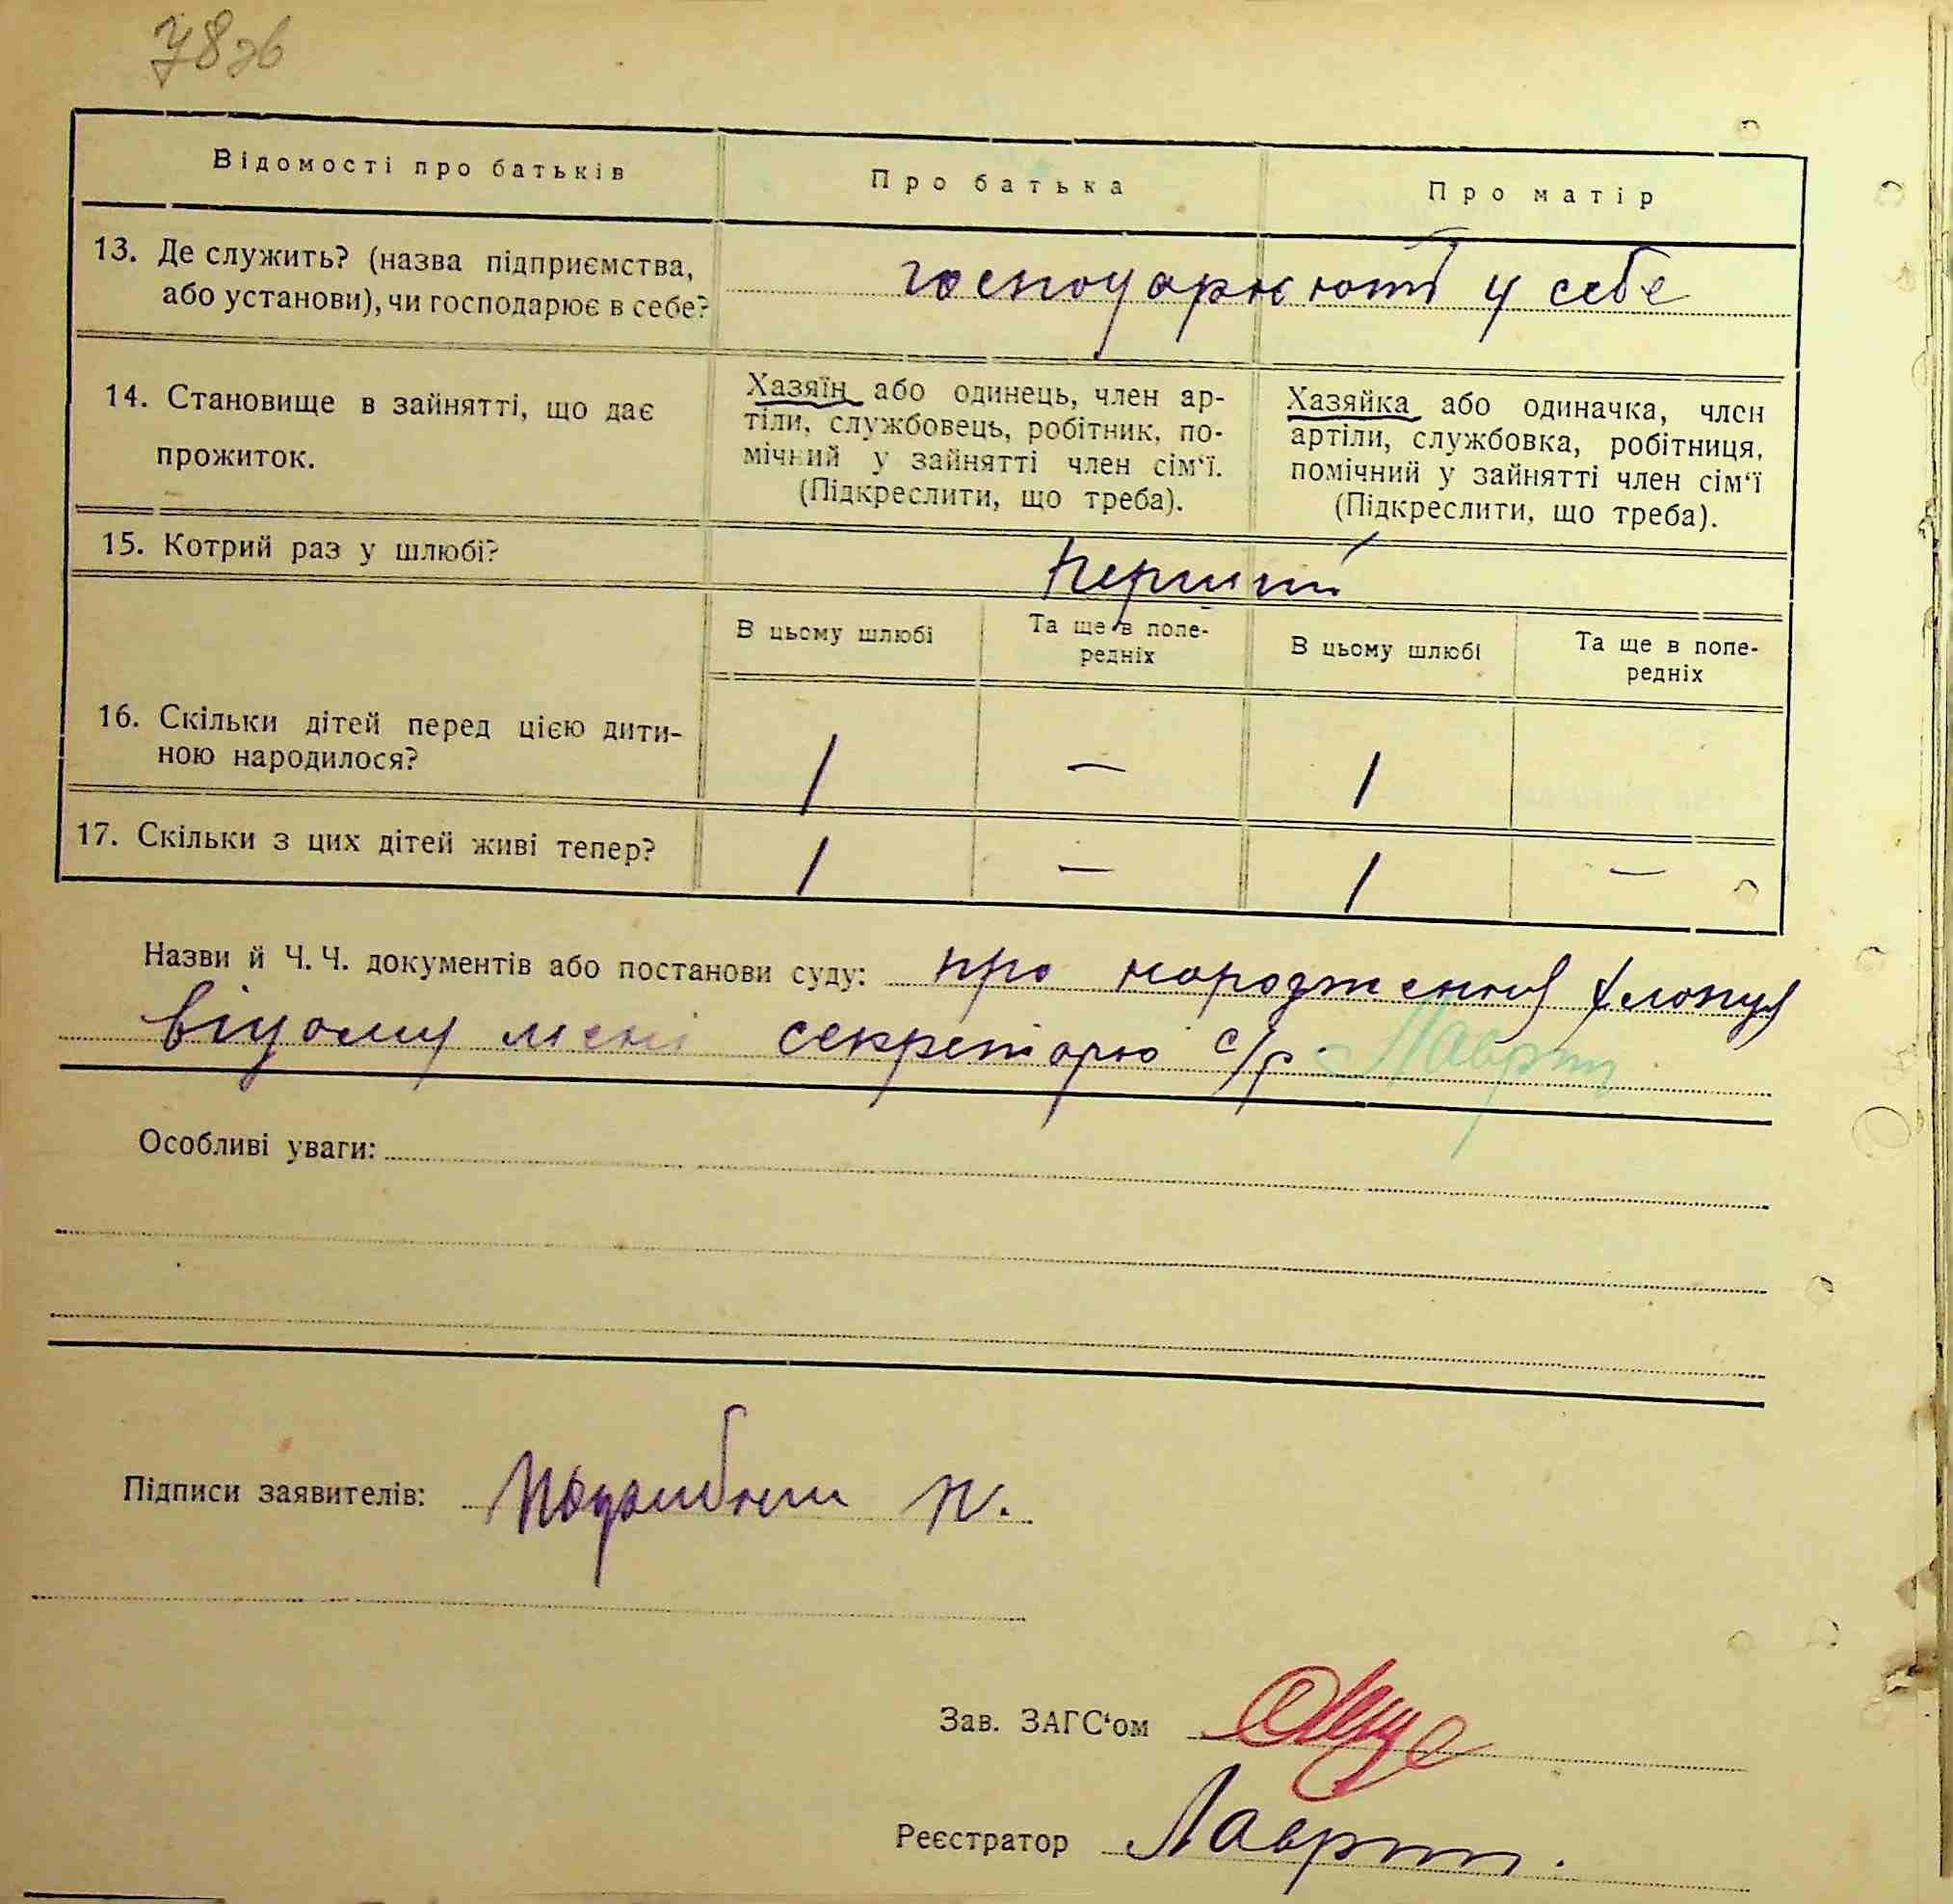 78зв
Відомості про батьків
Про батька
Про матір
13. Де служить? (назва підприємства,
або установи), чи господарює в себе?
господарюють у себе
14. Становище в зайнятті, що дає
прожиток.
Хазяїн або одинець, член ар-
тіли, службовець, робітник, по-
мічний у зайнятті член сім‘ї.
(Підкреслити, що треба).
Хазяйка або одиначка, член
артіли, службовка, робітниця,
помічний у зайнятті член сім‘ї
(Підкреслити, що треба).
15. Котрий раз у шлюбі?
перший
В цьому шлюбі
Та ще в попе-
редніх
В цьому шлюбі
Та ще в попе-
редніх
16. Скільки дітей перед цією дити-
ною народилося?
1 — 1
17. Скільки з цих дітей живі тепер?
1 — 1 —
Назви й Ч. Ч. документів або постанови суду: про народження хлопця
відому мені секретарю с/р.
Особливі уваги:
Підписи заявителів: п.
Зав. ЗАГС‘ом
Реєстратор